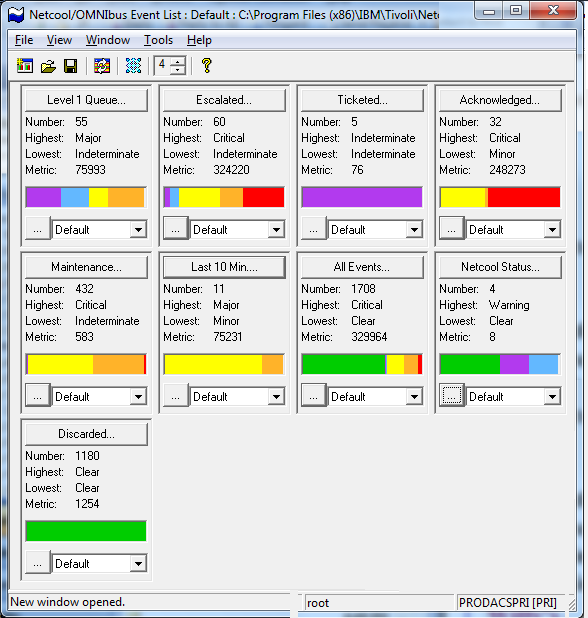 Netcool/OMNIbus Event List : Default : C:\Program Files (x86)\IBM\Tivoli\Netc
File View Window Tools Help
4
Level 1 Queue... Escalated... Ticketed... Acknowledged...
Number: 55 Number: 60 Number: 5 Number: 32
Highest: Major Highest: Critical Highest: Indeterminate Highest: Critical
Lowest: Indeterminate Lowest: Indeterminate Lowest: Indeterminate Lowest: Minor
Metric: 75993 Metric: 324220 Metric: 76 Metric: 248273
... Default ... Default ... Default ... Default
Maintenance... Last 10 Min.... All Events... Netcool Status...
Number: 432 Number: 11 Number: 1708 Number: 4
Highest: Critical Highest: Major Highest: Critical Highest: Warning
Lowest: Indeterminate Lowest: Minor Lowest: Clear Lowest: Clear
Metric: 583 Metric: 75231 Metric: 329964 Metric: 8
... Default ... Default ... Default ... Default
Discarded...
Number: 1180
Highest: Clear
Lowest: Clear
Metric: 1254
... Default
New window opened. root PRODACSPRI [PRI]